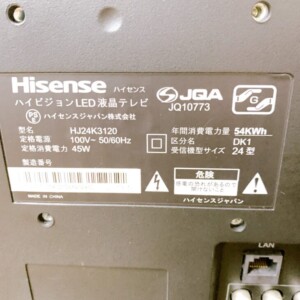 Hisense ハイセンス
ハイビジョンLED液晶テレビ
ハイセンスジャパン株式会社
JQA
JQ10773
型名 HJ24K3120
定格電源 100V~ 50/60Hz
定格消費電力 45W
製造番号
年間消費電力量 54KWh
区分名 DK1
受信機型サイズ 24型
危険
MADE IN CHINA
ハイセンスジャパン
LAN